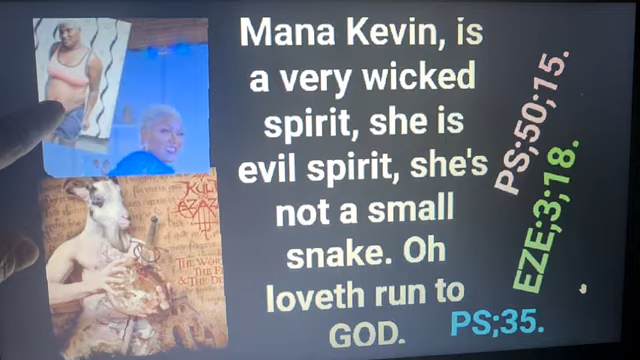 Mana Kevin, is
a very wicked
spirit, she is
evil spirit, she's
not a small
snake. Oh
loveth run to
GOD.
PS;50;15.
EZE;3;18.
PS;35.